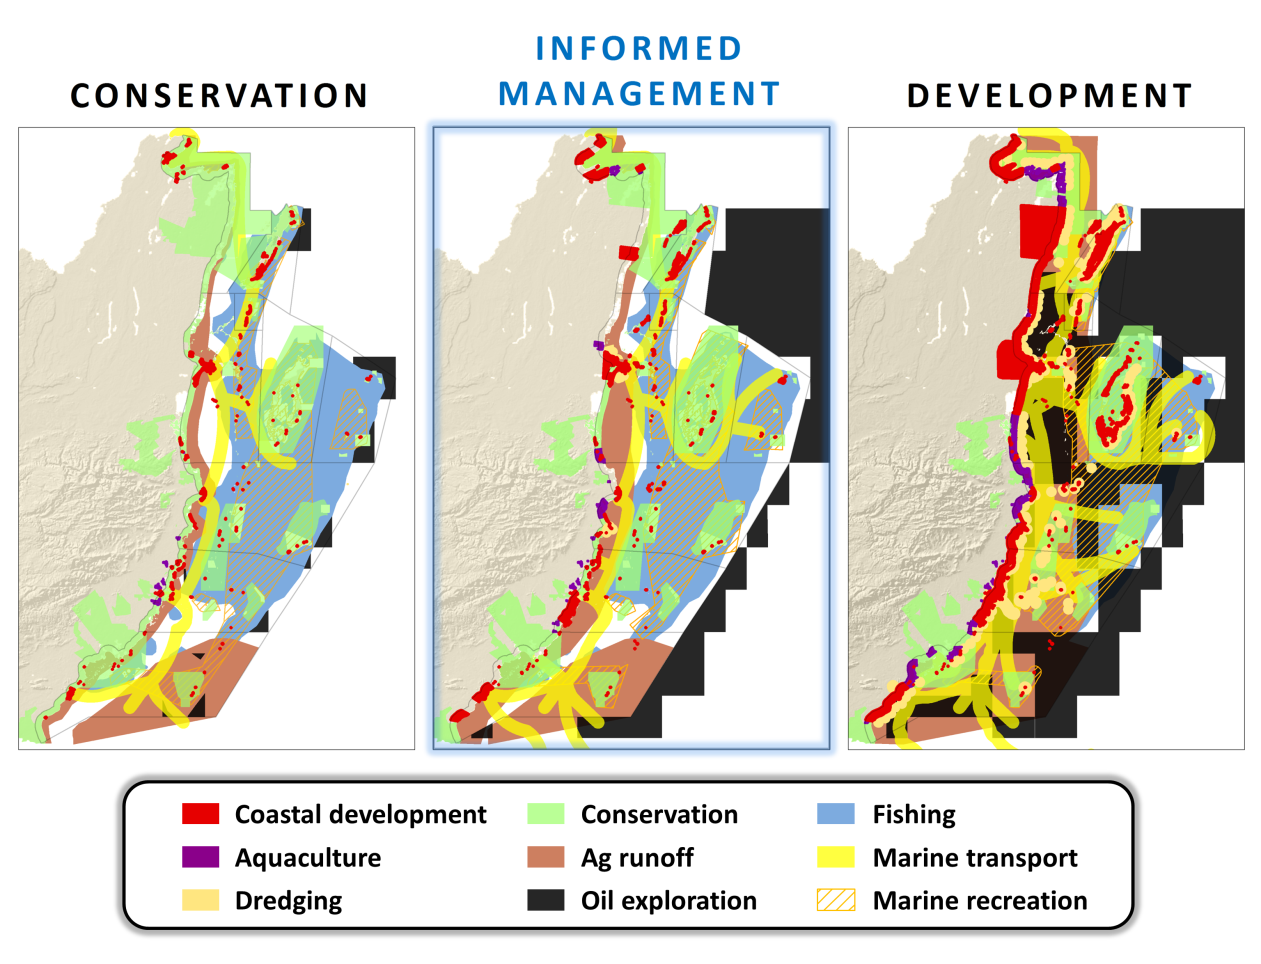 INFORMED
MANAGEMENT
CONSERVATION
DEVELOPMENT
Coastal development
Conservation
Fishing
Aquaculture
Ag runoff
Marine transport
Dredging
Oil exploration
Marine recreation